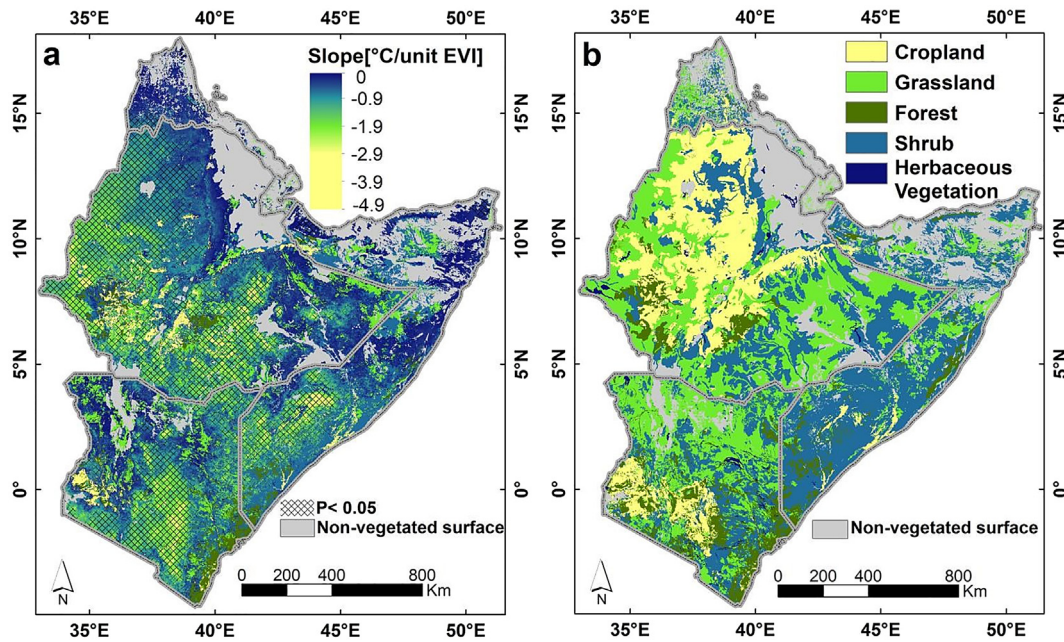 35°E 40°E 45°E 50°E
a
Slope[°C/unit EVI]
0
-0.9
-1.9
-2.9
-3.9
-4.9
15°N
10°N
5°N
0°
P< 0.05
Non-vegetated surface
N
0 200 400 800
Km
35°E 40°E 45°E 50°E
35°E 40°E 45°E 50°E
b
Cropland
Grassland
Forest
Shrub
Herbaceous
Vegetation
15°N
10°N
5°N
0°
15°N
10°N
5°N
0°
Non-vegetated surface
N
0 200 400 800
Km
35°E 40°E 45°E 50°E